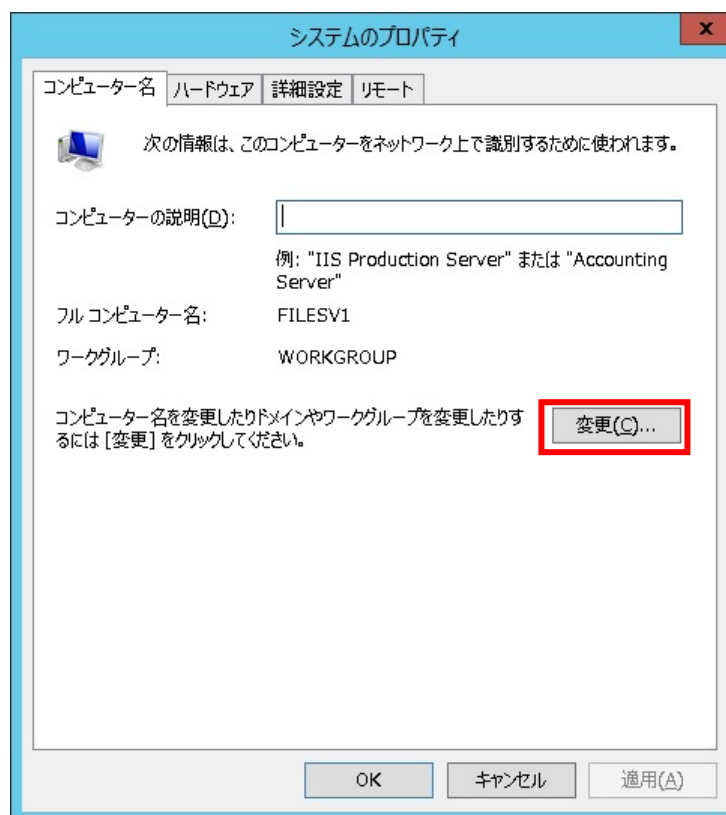 システムのプロパティ
x
コンピューター名 ハードウェア 詳細設定 リモート
次の情報は、このコンピューターをネットワーク上で識別するために使われます。
コンピューターの説明(D):
例: "IIS Production Server" または "Accounting
Server"
フル コンピューター名: FILESV1
ワークグループ: WORKGROUP
コンピューター名を変更したりドメインやワークグループを変更したりす
るには [変更] をクリックしてください。
変更(C)...
OK キャンセル 適用(A)